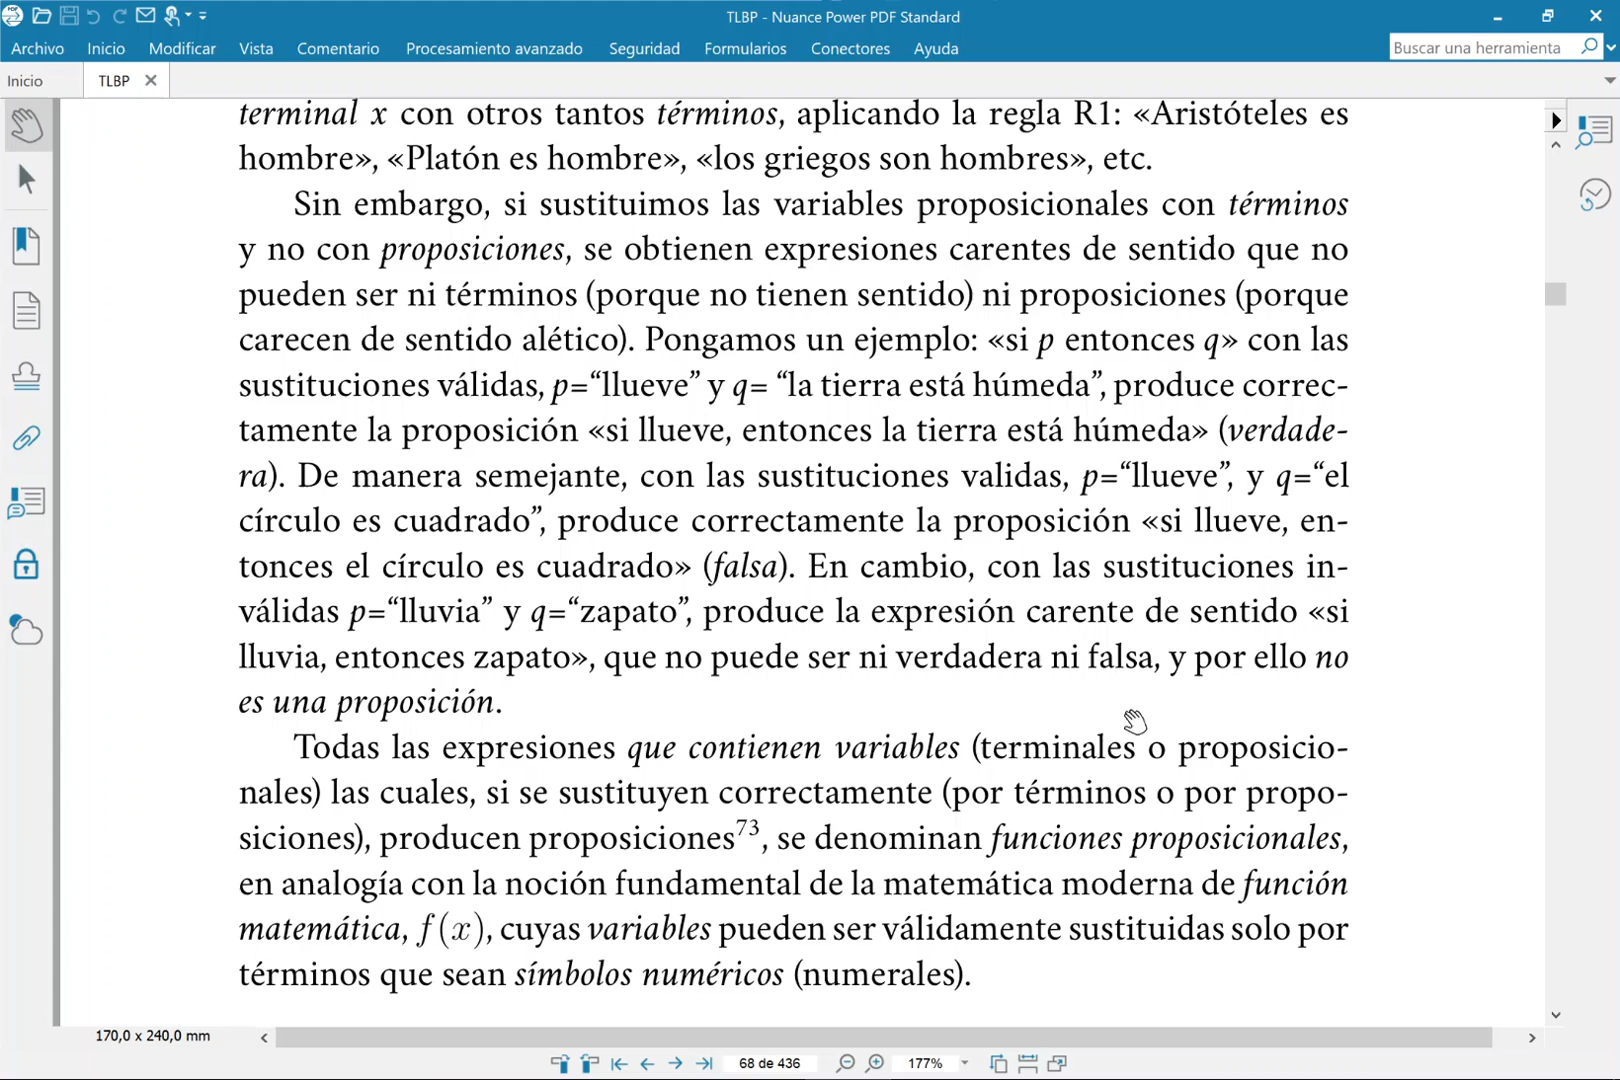 TLBP - Nuance Power PDF Standard
Archivo Inicio Modificar Vista Comentario Procesamiento avanzado Seguridad Formularios Conectores Ayuda
Buscar una herramienta
Inicio TLBP
terminal x con otros tantos términos, aplicando la regla R1: «Aristóteles es
hombre», «Platón es hombre», «los griegos son hombres», etc.
Sin embargo, si sustituimos las variables proposicionales con términos
y no con proposiciones, se obtienen expresiones carentes de sentido que no
pueden ser ni términos (porque no tienen sentido) ni proposiciones (porque
carecen de sentido alético). Pongamos un ejemplo: «si p entonces q» con las
sustituciones válidas, p=“llueve” y q= “la tierra está húmeda”, produce correc-
tamente la proposición «si llueve, entonces la tierra está húmeda» (verdade-
ra). De manera semejante, con las sustituciones validas, p=“llueve”, y q=“el
círculo es cuadrado”, produce correctamente la proposición «si llueve, en-
tonces el círculo es cuadrado» (falsa). En cambio, con las sustituciones in-
válidas p=“lluvia” y q=“zapato”, produce la expresión carente de sentido «si
lluvia, entonces zapato», que no puede ser ni verdadera ni falsa, y por ello no
es una proposición.
Todas las expresiones que contienen variables (terminales o proposicio-
nales) las cuales, si se sustituyen correctamente (por términos o por propo-
siciones), producen proposiciones73, se denominan funciones proposicionales,
en analogía con la noción fundamental de la matemática moderna de función
matemática, f(x), cuyas variables pueden ser válidamente sustituidas solo por
términos que sean símbolos numéricos (numerales).
170,0 x 240,0 mm
68 de 436 177%